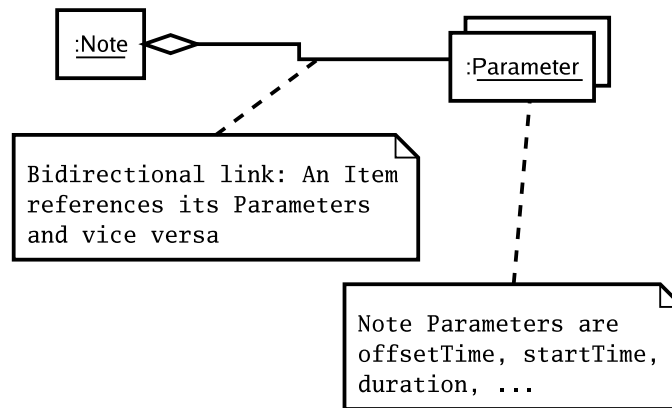 :Note
:Parameter
Bidirectional link: An Item
references its Parameters
and vice versa
Note Parameters are
offsetTime, startTime,
duration, ...